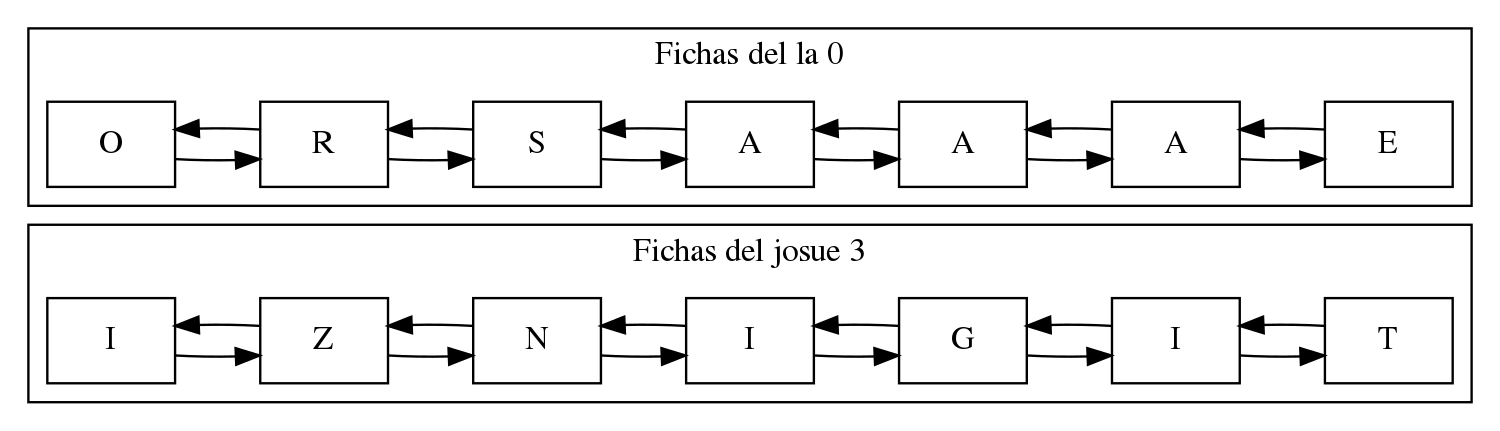 Fichas del la 0
O R S A A A E
Fichas del josue 3
I Z N I G I T